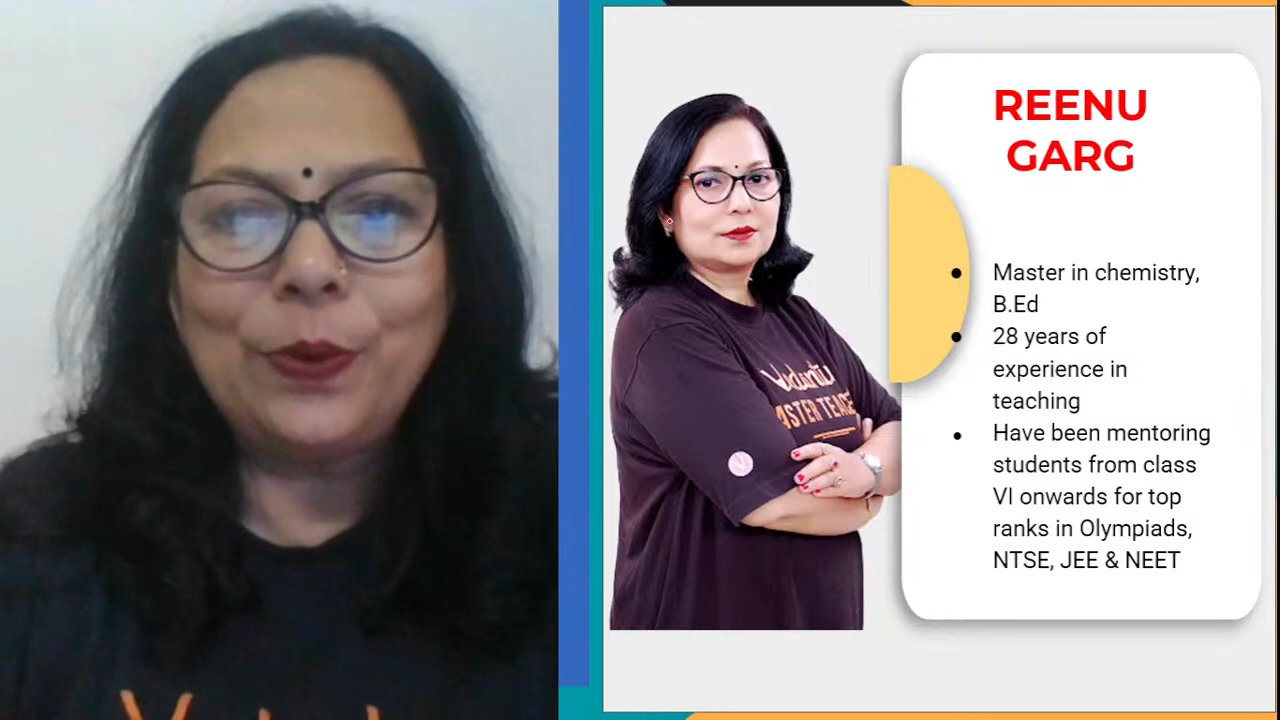 REENU
GARG
Master in chemistry,
B.Ed
28 years of
experience in
teaching
Have been mentoring
students from class
VI onwards for top
ranks in Olympiads,
NTSE, JEE & NEET
Vedantu